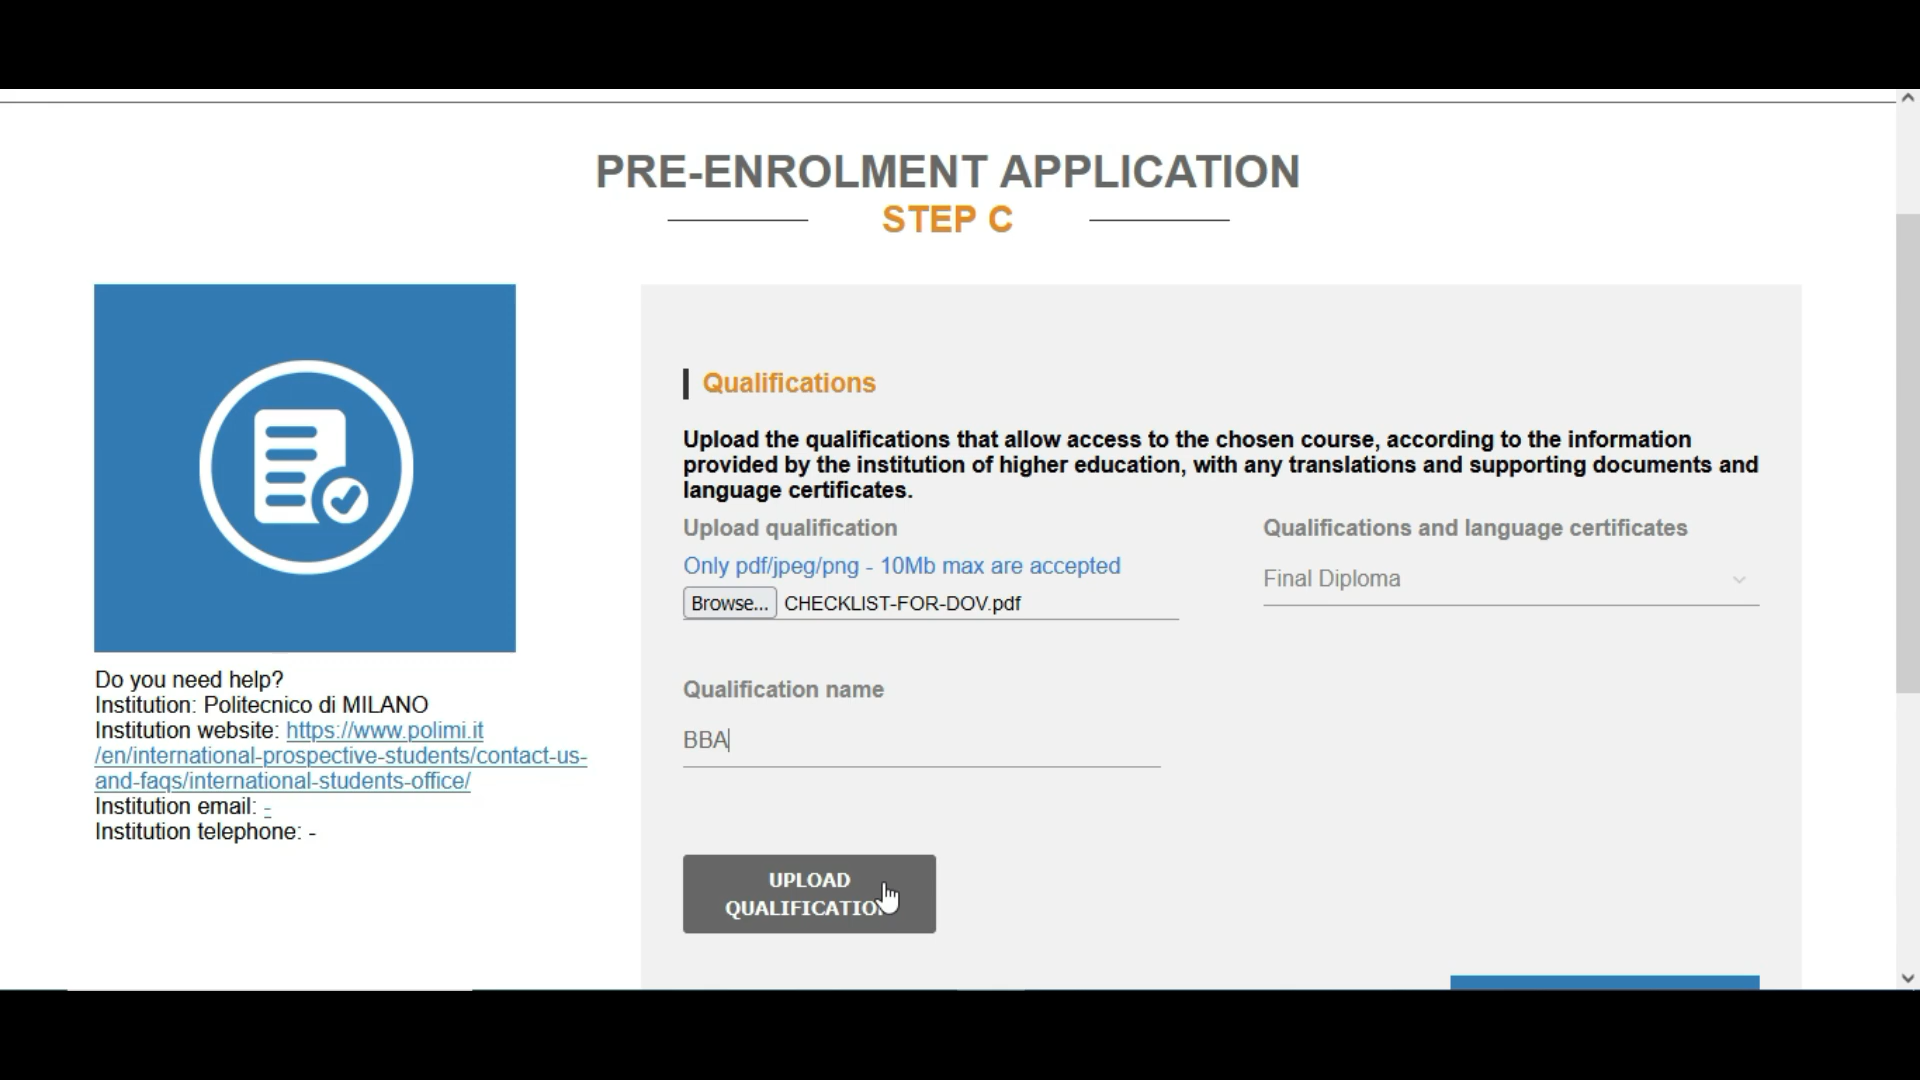 PRE-ENROLMENT APPLICATION
STEP C
Do you need help?
Institution: Politecnico di MILANO
Institution website: https://www.polimi.it
/en/international-prospective-students/contact-us-
and-faqs/international-students-office/
Institution email: -
Institution telephone: -
Qualifications
Upload the qualifications that allow access to the chosen course, according to the information
provided by the institution of higher education, with any translations and supporting documents and
language certificates.
Upload qualification
Only pdf/jpeg/png - 10Mb max are accepted
Browse... CHECKLIST-FOR-DOV.pdf
Qualifications and language certificates
Final Diploma
Qualification name
BBA
UPLOAD
QUALIFICATION